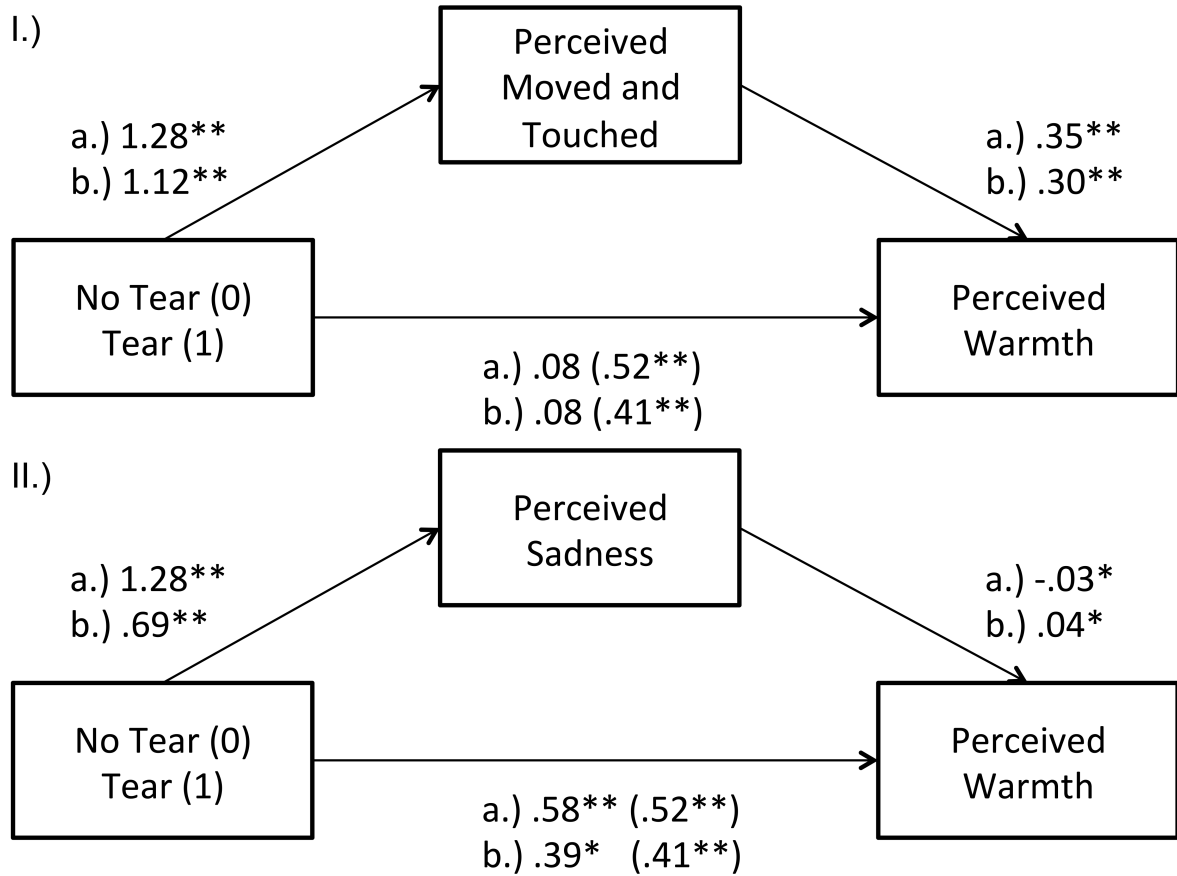 I.)
Perceived
Moved and
Touched
a.) 1.28**
b.) 1.12**
a.) .35**
b.) .30**
No Tear (0)
Tear (1)
Perceived
Warmth
a.) .08 (.52**)
b.) .08 (.41**)
II.)
Perceived
Sadness
a.) 1.28**
b.) .69**
a.) -.03*
b.) .04*
No Tear (0)
Tear (1)
Perceived
Warmth
a.) .58** (.52**)
b.) .39* (.41**)